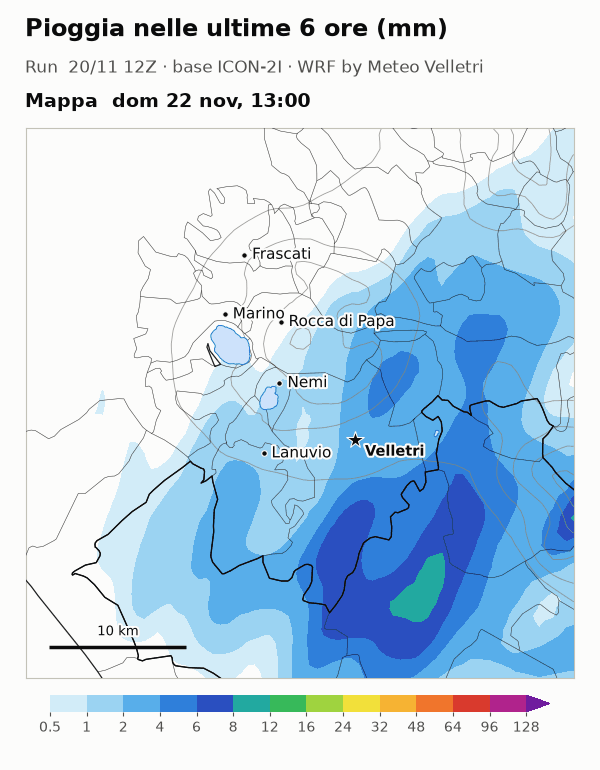 Pioggia nelle ultime 6 ore (mm)
Run  20/11 12Z · base ICON-2I · WRF by Meteo Velletri
Mappa  dom 22 nov, 13:00
Frascati
Marino
Rocca di Papa
Nemi
Velletri
Lanuvio
10 km
0.5 1 2 4 6 8 12 16 24 32 48 64 96 128